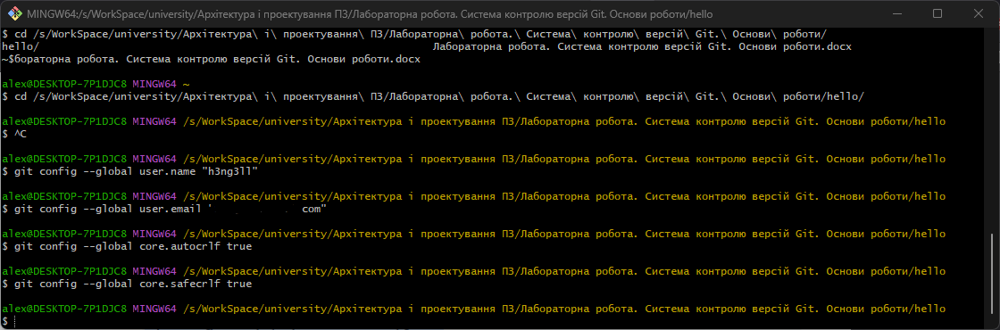 MINGW64:/s/WorkSpace/university/Архітектура і проектування ПЗ/Лабораторна робота. Система контролю версій Git. Основи роботи/hello
$ cd /s/WorkSpace/university/Архітектура\ і\ проектування\ ПЗ/Лабораторна\ робота.\ Система\ контролю\ версій\ Git.\ Основи\ роботи/
hello/ Лабораторна робота. Система контролю версій Git. Основи роботи.docx
~$бораторна робота. Система контролю версій Git. Основи роботи.docx
alex@DESKTOP-7P1DJC8 MINGW64 ~
$ cd /s/WorkSpace/university/Архітектура\ і\ проектування\ ПЗ/Лабораторна\ робота.\ Система\ контролю\ версій\ Git.\ Основи\ роботи/hello/
alex@DESKTOP-7P1DJC8 MINGW64 /s/WorkSpace/university/Архітектура і проектування ПЗ/Лабораторна робота. Система контролю версій Git. Основи роботи/hello
$ ^C
alex@DESKTOP-7P1DJC8 MINGW64 /s/WorkSpace/university/Архітектура і проектування ПЗ/Лабораторна робота. Система контролю версій Git. Основи роботи/hello
$ git config --global user.name "h3ng3ll"
alex@DESKTOP-7P1DJC8 MINGW64 /s/WorkSpace/university/Архітектура і проектування ПЗ/Лабораторна робота. Система контролю версій Git. Основи роботи/hello
$ git config --global user.email " com"
alex@DESKTOP-7P1DJC8 MINGW64 /s/WorkSpace/university/Архітектура і проектування ПЗ/Лабораторна робота. Система контролю версій Git. Основи роботи/hello
$ git config --global core.autocrlf true
alex@DESKTOP-7P1DJC8 MINGW64 /s/WorkSpace/university/Архітектура і проектування ПЗ/Лабораторна робота. Система контролю версій Git. Основи роботи/hello
$ git config --global core.safecrlf true
alex@DESKTOP-7P1DJC8 MINGW64 /s/WorkSpace/university/Архітектура і проектування ПЗ/Лабораторна робота. Система контролю версій Git. Основи роботи/hello
$